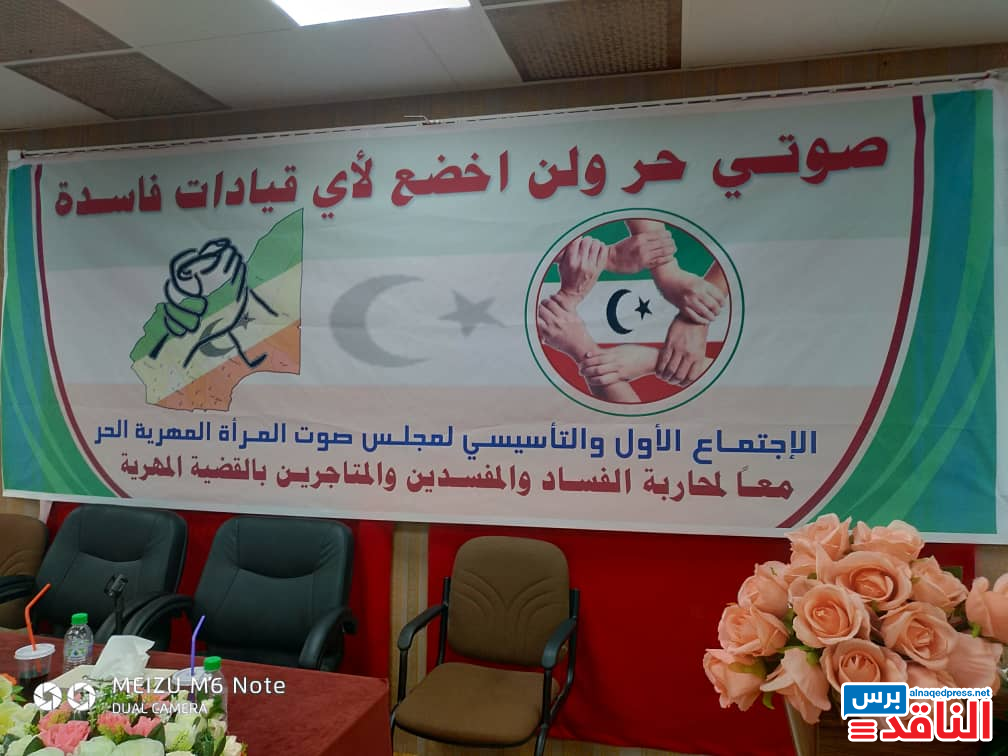 صوتي حر ولن اخضع لأي قيادات فاسدة
الإجتماع الأول والتأسيسي لمجلس صوت المرأة المهرية الحر
معاً لمحاربة الفساد والمفسدين والمتاجرين بالقضية المهرية
MEIZU M6 Note
DUAL CAMERA
alnaqedpress.net
برس
الناقد